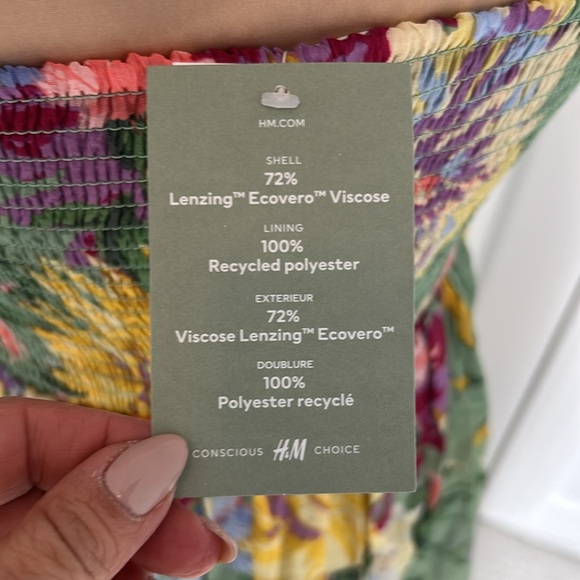 HM.COM
SHELL
72%
Lenzing™ Ecovero™ Viscose
LINING
100%
Recycled polyester
EXTERIEUR
72%
Viscose Lenzing™ Ecovero™
DOUBLURE
100%
Polyester recyclé
CONSCIOUS H&M CHOICE